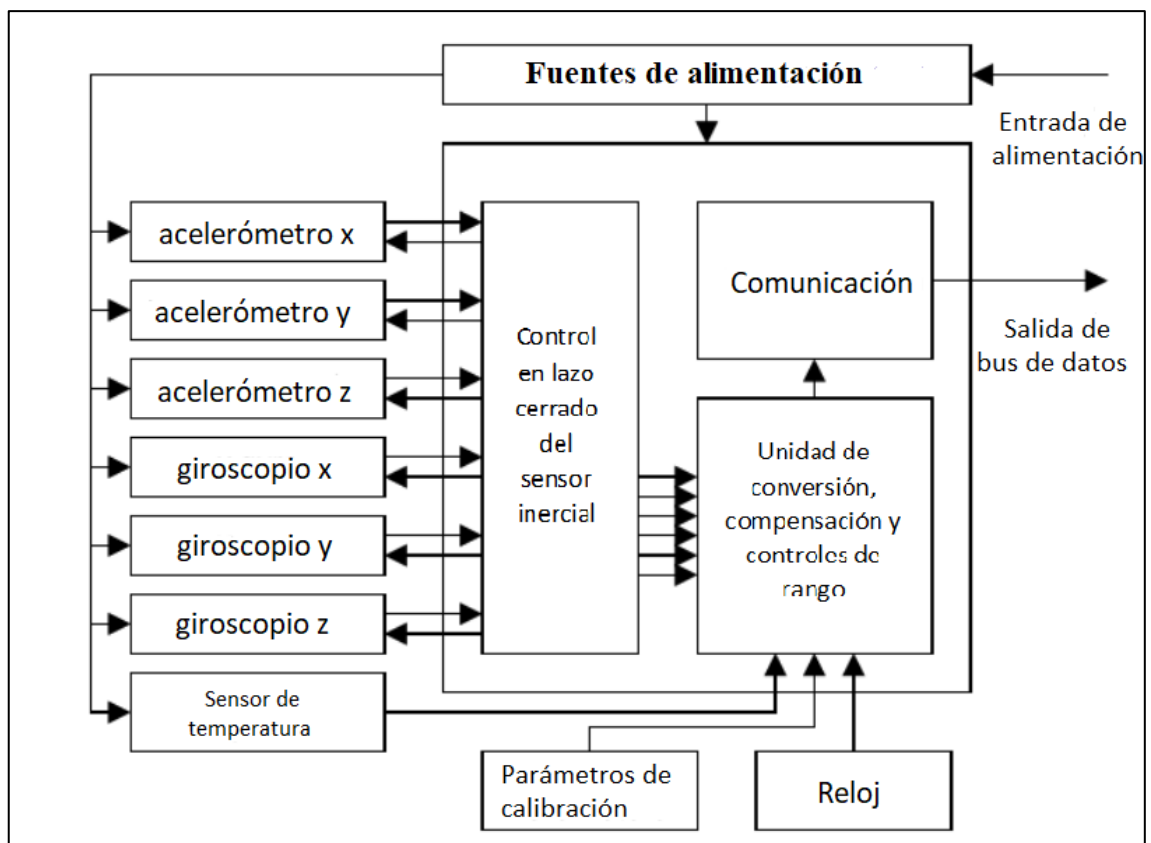 Fuentes de alimentación
Entrada de
alimentación
acelerómetro x
acelerómetro y
acelerómetro z
giroscopio x
giroscopio y
giroscopio z
Sensor de
temperatura
Control
en lazo
cerrado
del
sensor
inercial
Comunicación
Salida de
bus de datos
Unidad de
conversión,
compensación y
controles de
rango
Parámetros de
calibración
Reloj